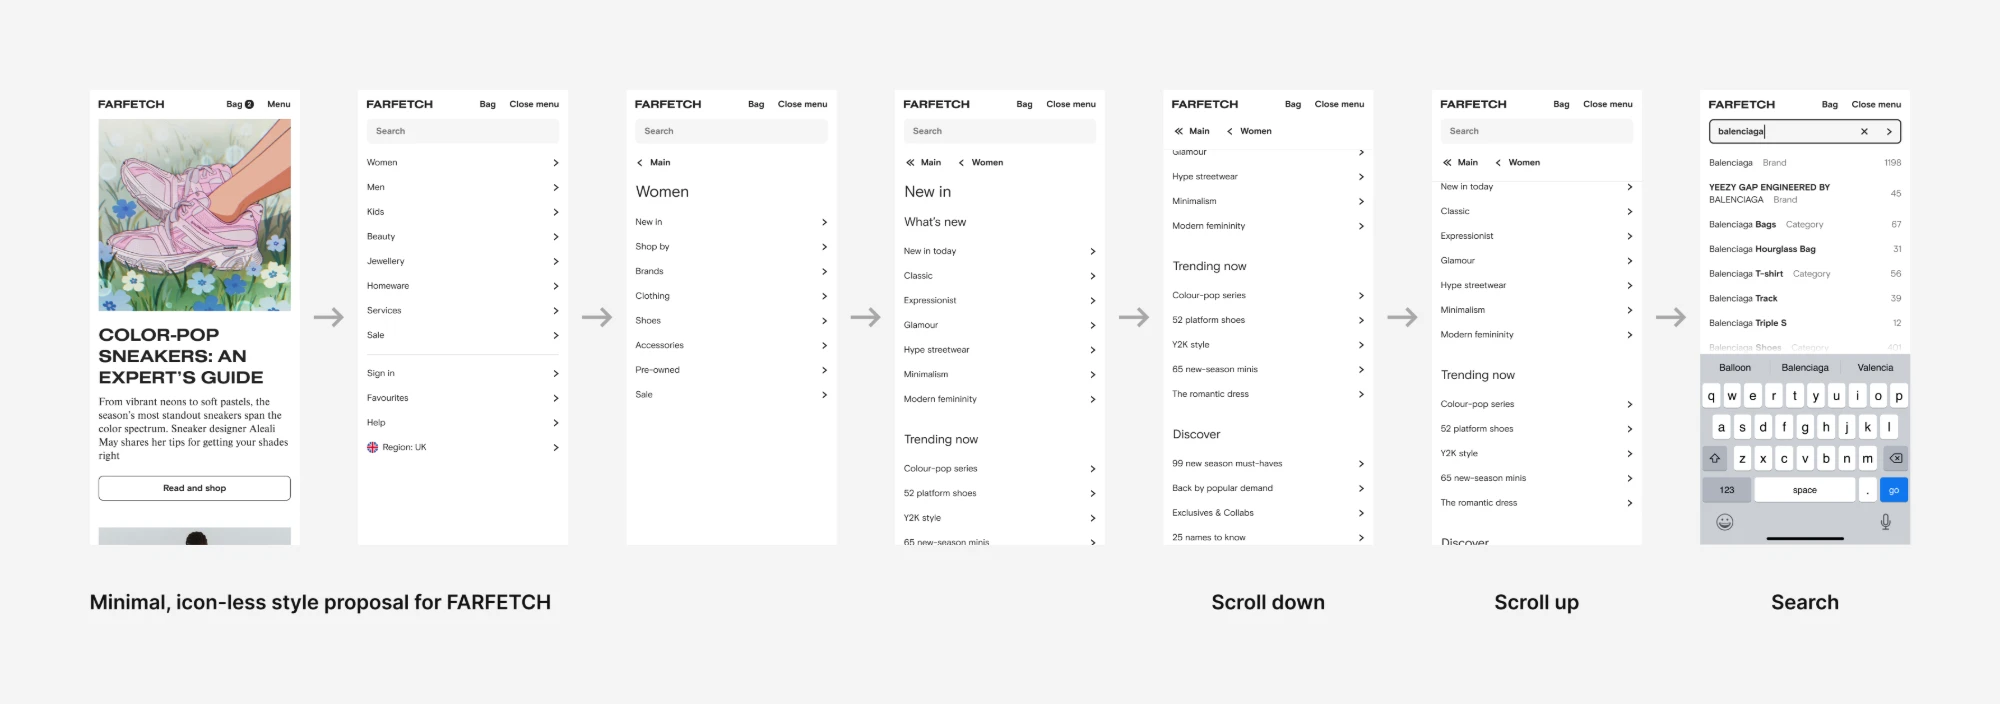 FARFETCH Bag 2 Menu
COLOR-POP
SNEAKERS: AN
EXPERT'S GUIDE
From vibrant neons to soft pastels, the
season's most standout sneakers span the
color spectrum. Sneaker designer Aleali
May shares her tips for getting your shades
right
Read and shop
FARFETCH Bag Close menu
Search
Women
Men
Kids
Beauty
Jewellery
Homeware
Services
Sale
Sign in
Favourites
Help
Region: UK
FARFETCH Bag Close menu
Search
Main
Women
New in
Shop by
Brands
Clothing
Shoes
Accessories
Pre-owned
Sale
FARFETCH Bag Close menu
Search
Main Women
New in
What's new
New in today
Classic
Expressionist
Glamour
Hype streetwear
Minimalism
Modern femininity
Trending now
Colour-pop series
52 platform shoes
Y2K style
65 new-season minis
FARFETCH Bag Close menu
Main Women
Glamour
Hype streetwear
Minimalism
Modern femininity
Trending now
Colour-pop series
52 platform shoes
Y2K style
65 new-season minis
The romantic dress
Discover
99 new season must-haves
Back by popular demand
Exclusives & Collabs
25 names to know
FARFETCH Bag Close menu
Search
Main Women
New in today
Classic
Expressionist
Glamour
Hype streetwear
Minimalism
Modern femininity
Trending now
Colour-pop series
52 platform shoes
Y2K style
65 new-season minis
The romantic dress
Discover
FARFETCH Bag Close menu
balenciaga
Balenciaga Brand 1198
YEEZY GAP ENGINEERED BY
BALENCIAGA Brand 45
Balenciaga Bags Category 67
Balenciaga Hourglass Bag 31
Balenciaga T-shirt Category 56
Balenciaga Track 39
Balenciaga Triple S 12
Balenciaga Shoes Category 401
Balloon Balenciaga Valencia
q w e r t y u i o p
a s d f g h j k l
z x c v b n m
123 space . go
Minimal, icon-less style proposal for FARFETCH
Scroll down
Scroll up
Search